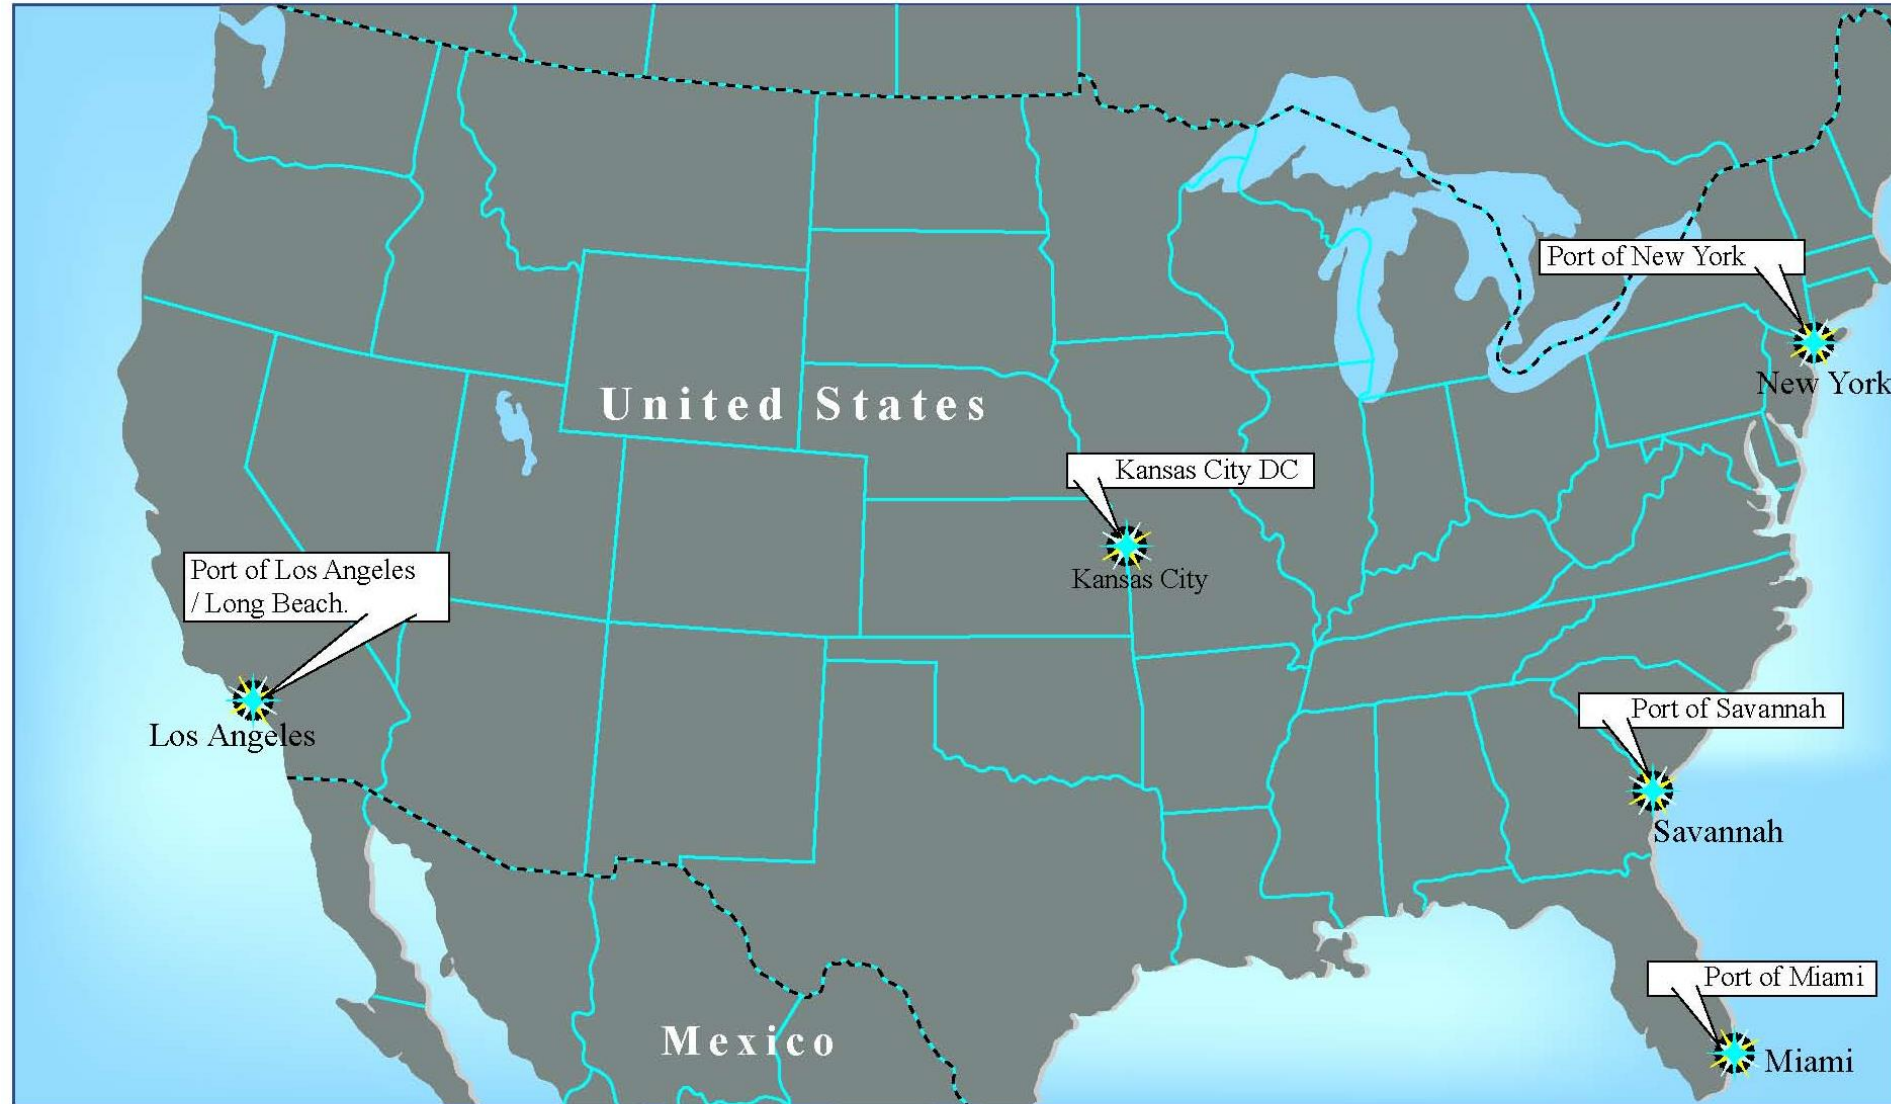 Port of New York
New York
United States
Kansas City DC
Kansas City
Port of Los Angeles
/ Long Beach.
Los Angeles
Port of Savannah
Savannah
Port of Miami
Miami
Mexico